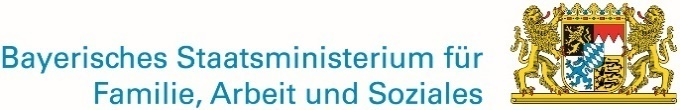 Bayerisches Staatsministerium für
Familie, Arbeit und Soziales